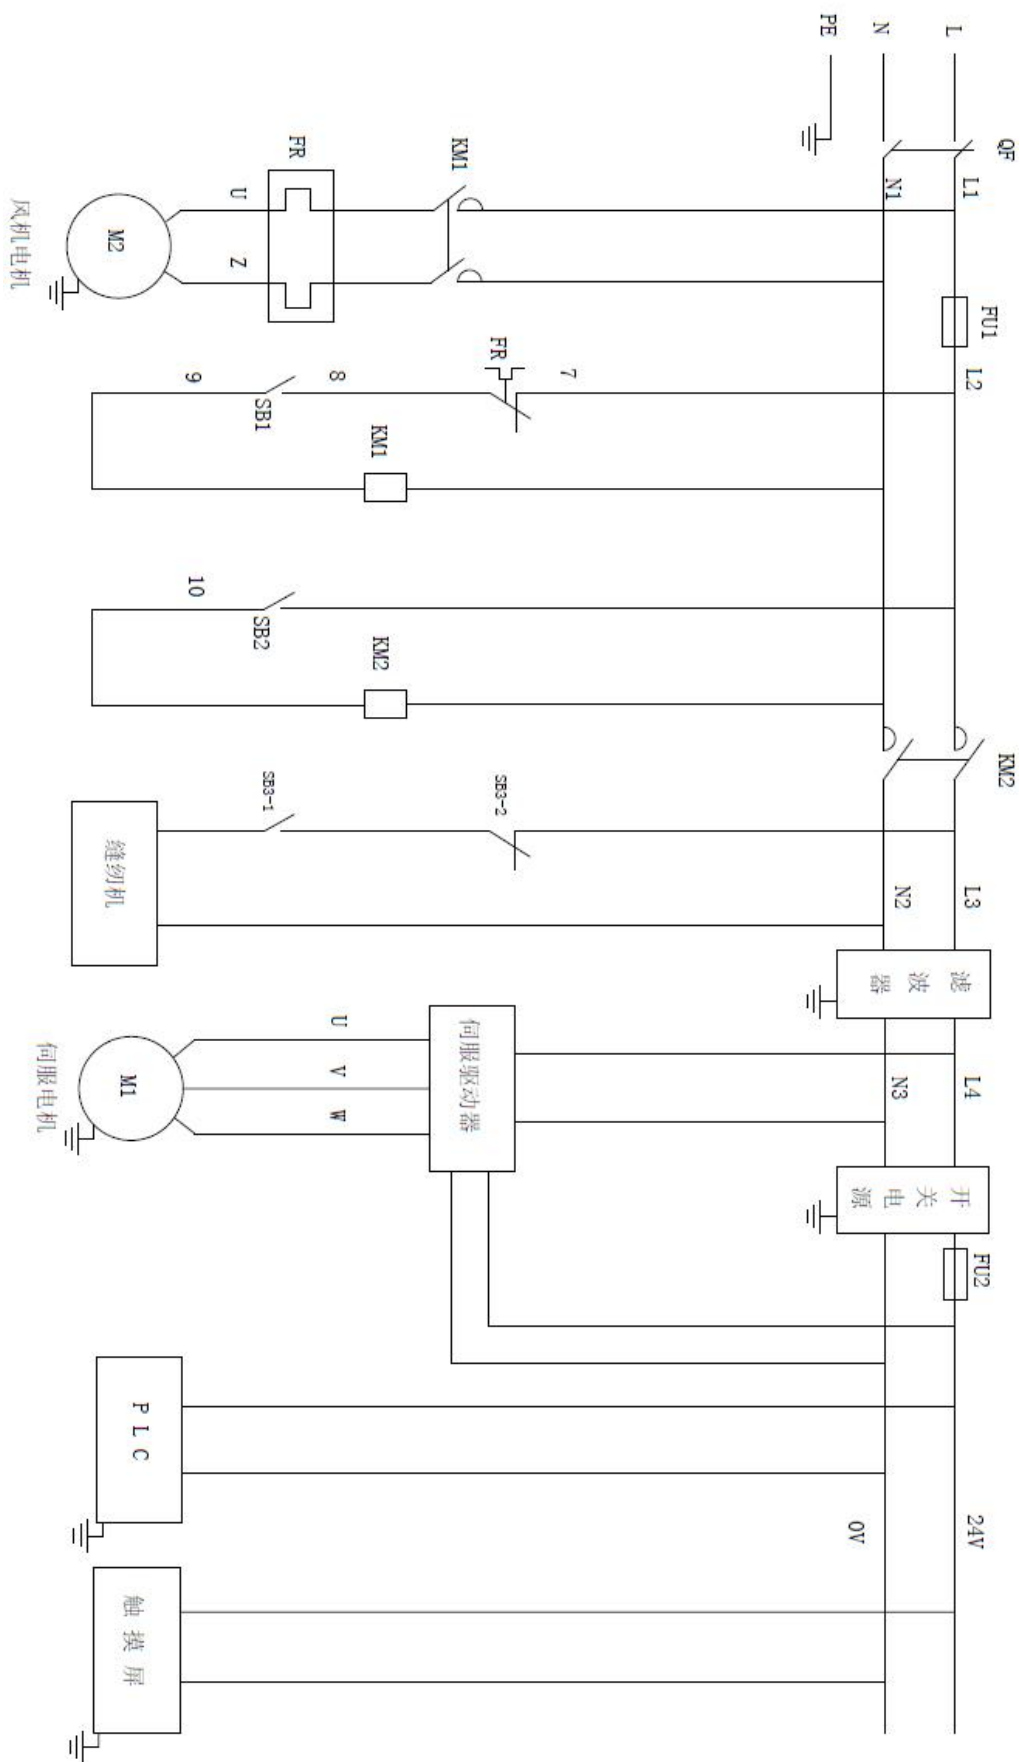 L
N
PE
QF
L1
N1
KM1
FR
U
Z
M2
风机电机
FU1
L2
7
FR
8
SB1
9
KM1
SB2
10
KM2
KM2
SB3-2
SB3-1
缝纫机
L3
N2
滤波器
L4
N3
伺服驱动器
U
V
W
M1
伺服电机
开关电源
FU2
PLC
24V
0V
触摸屏